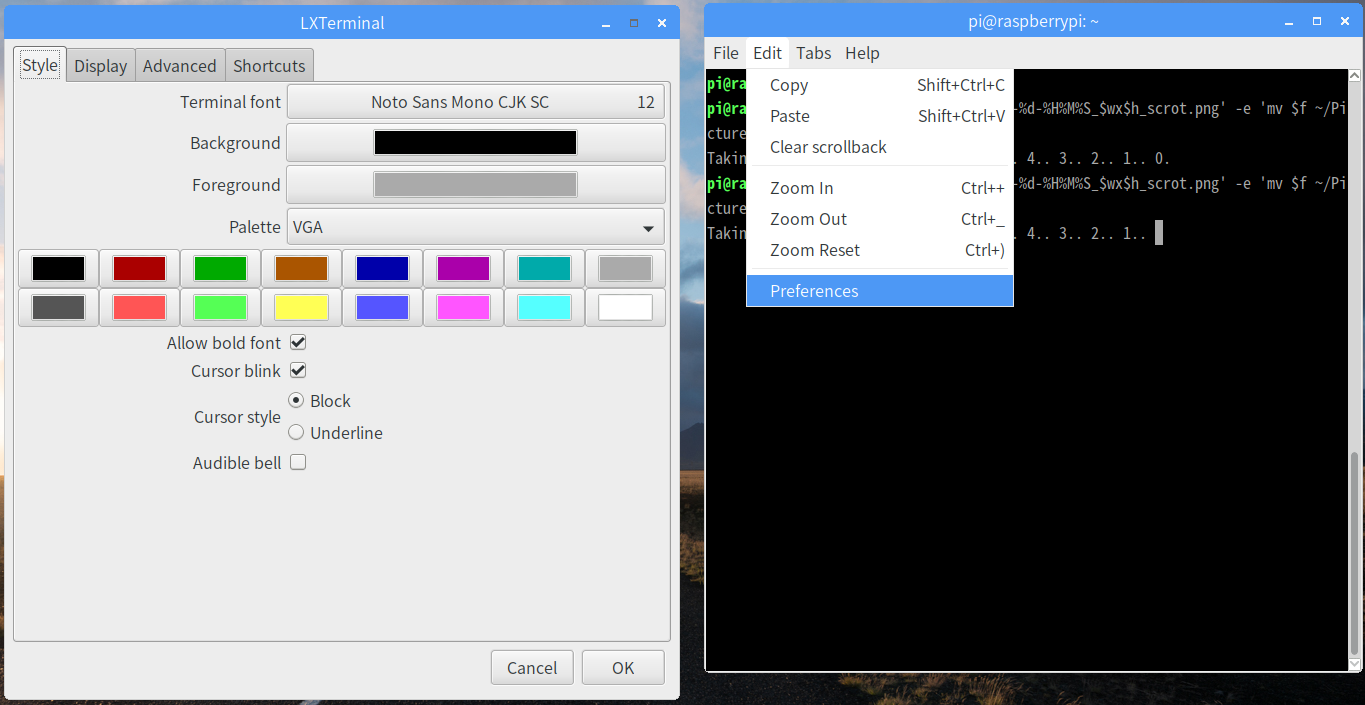 LXTerminal
Style Display Advanced Shortcuts
Terminal font Noto Sans Mono CJK SC 12
Background
Foreground
Palette VGA
Allow bold font
Cursor blink
Cursor style
Block
Underline
Audible bell
Cancel OK
pi@raspberrypi: ~
File Edit Tabs Help
Copy Shift+Ctrl+C
Paste Shift+Ctrl+V
Clear scrollback
Zoom In Ctrl++
Zoom Out Ctrl+_
Zoom Reset Ctrl+)
Preferences
pi@ra
pi@ra -%d-%H%M%S_$wx$h_scrot.png' -e 'mv $f ~/Pi
cture
Takin . 4.. 3.. 2.. 1.. 0.
pi@ra -%d-%H%M%S_$wx$h_scrot.png' -e 'mv $f ~/Pi
cture
Takin . 4.. 3.. 2.. 1..